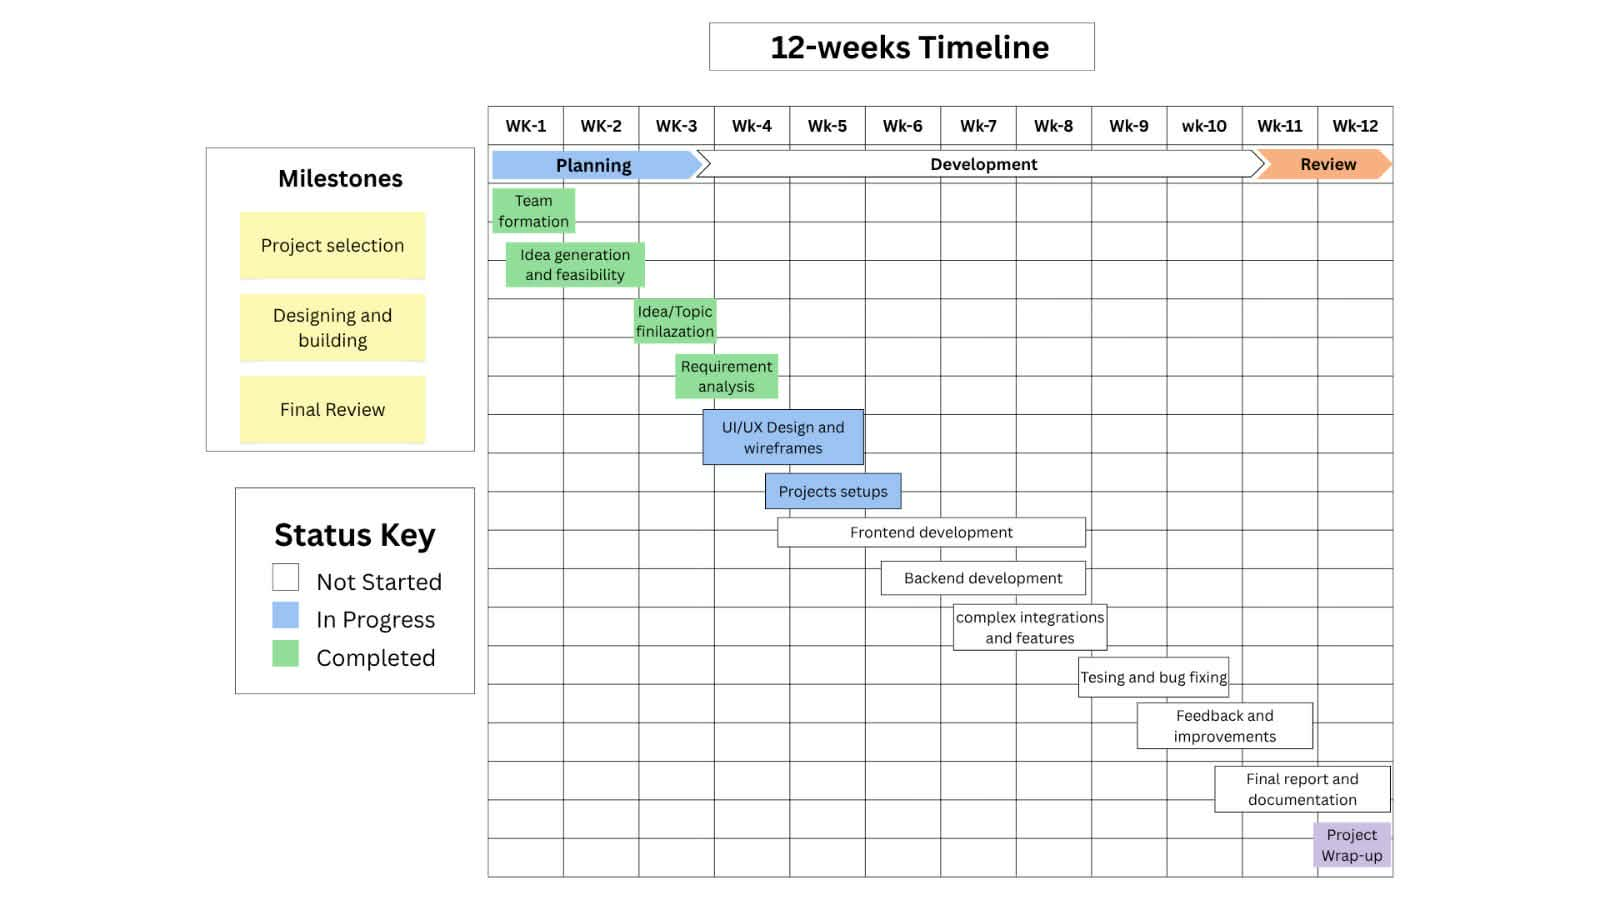 12-weeks Timeline
WK-1 WK-2 WK-3 Wk-4 Wk-5 Wk-6 Wk-7 Wk-8 Wk-9 wk-10 Wk-11 Wk-12
Planning Development Review
Milestones
Project selection
Designing and
building
Final Review
Status Key
Not Started
In Progress
Completed
Team
formation
Idea generation
and feasibility
Idea/Topic
finilazation
Requirement
analysis
UI/UX Design and
wireframes
Projects setups
Frontend development
Backend development
complex integrations
and features
Tesing and bug fixing
Feedback and
improvements
Final report and
documentation
Project
Wrap-up